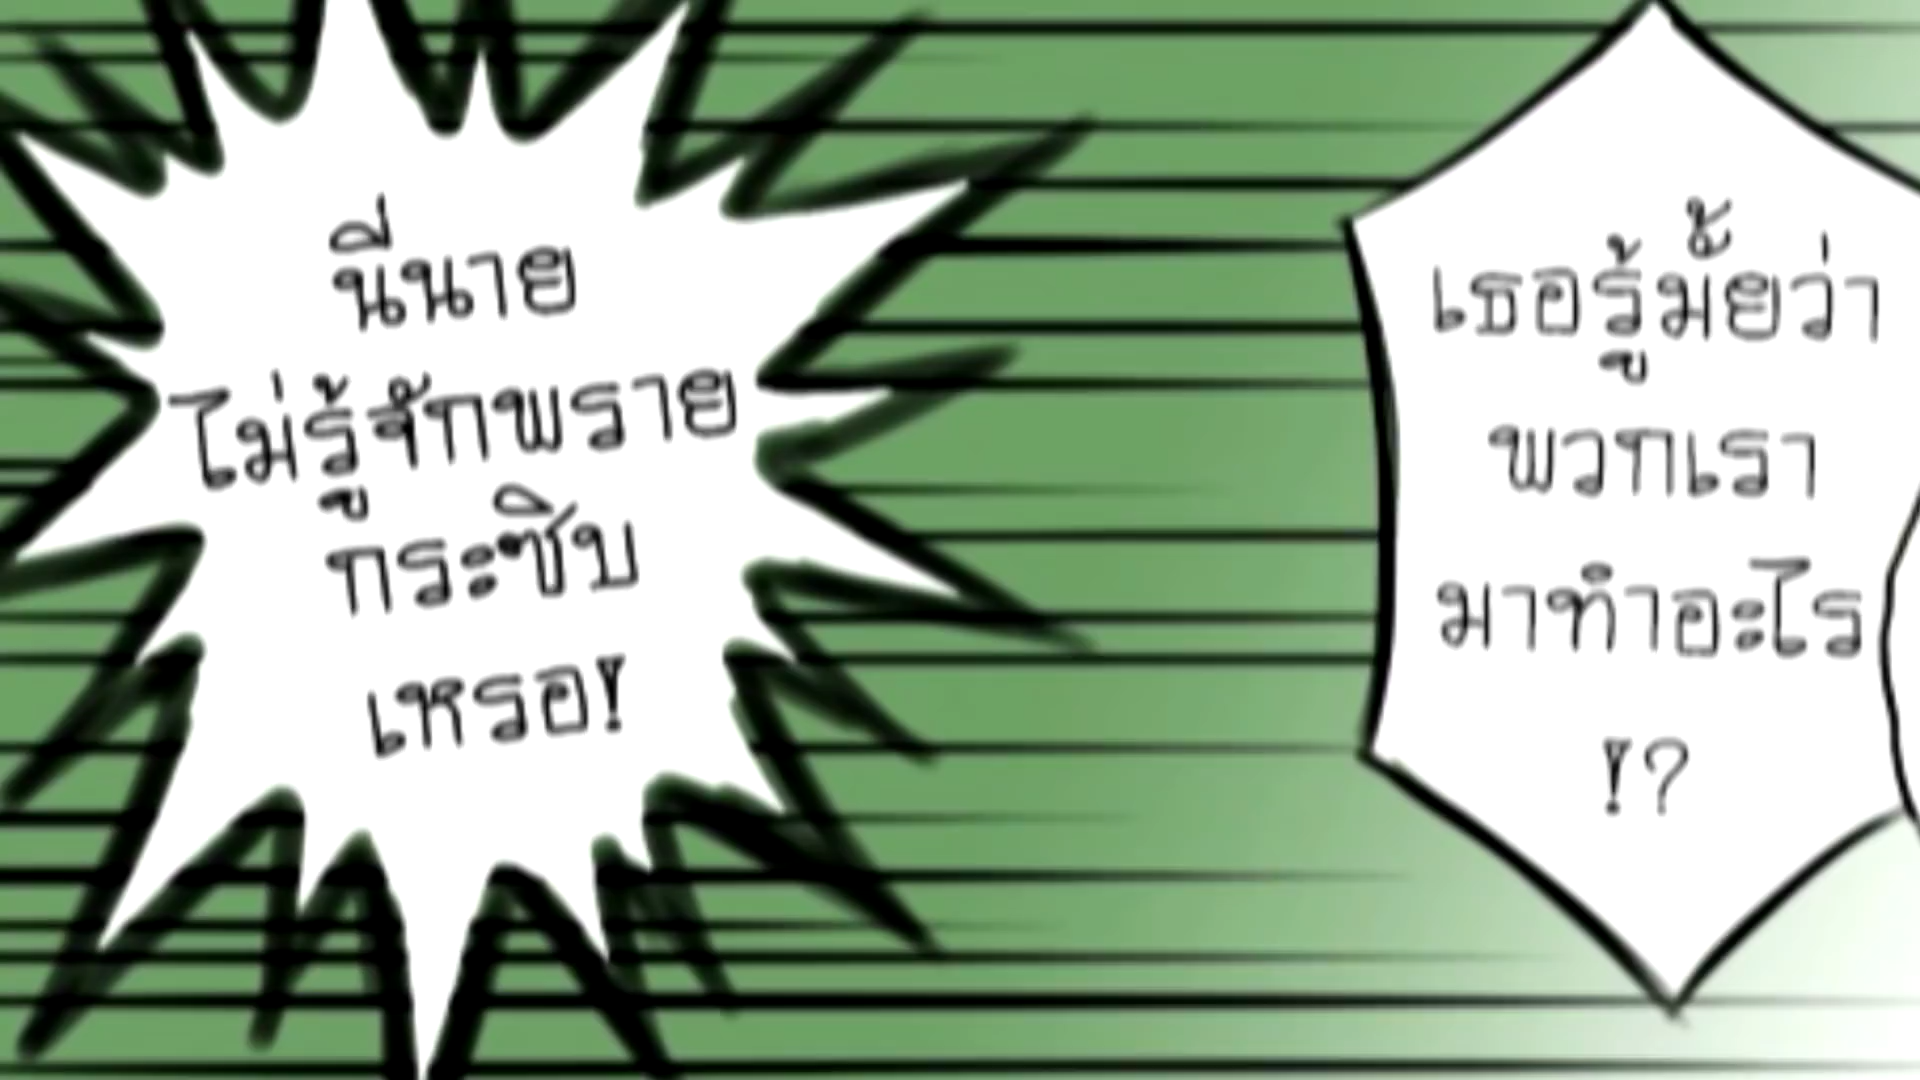 นี่นาย
ไม่รู้จักพราย
กระซิบ
เหรอ!
เธอรู้มั้ยว่า
พวกเรา
มาทำอะไร
!?